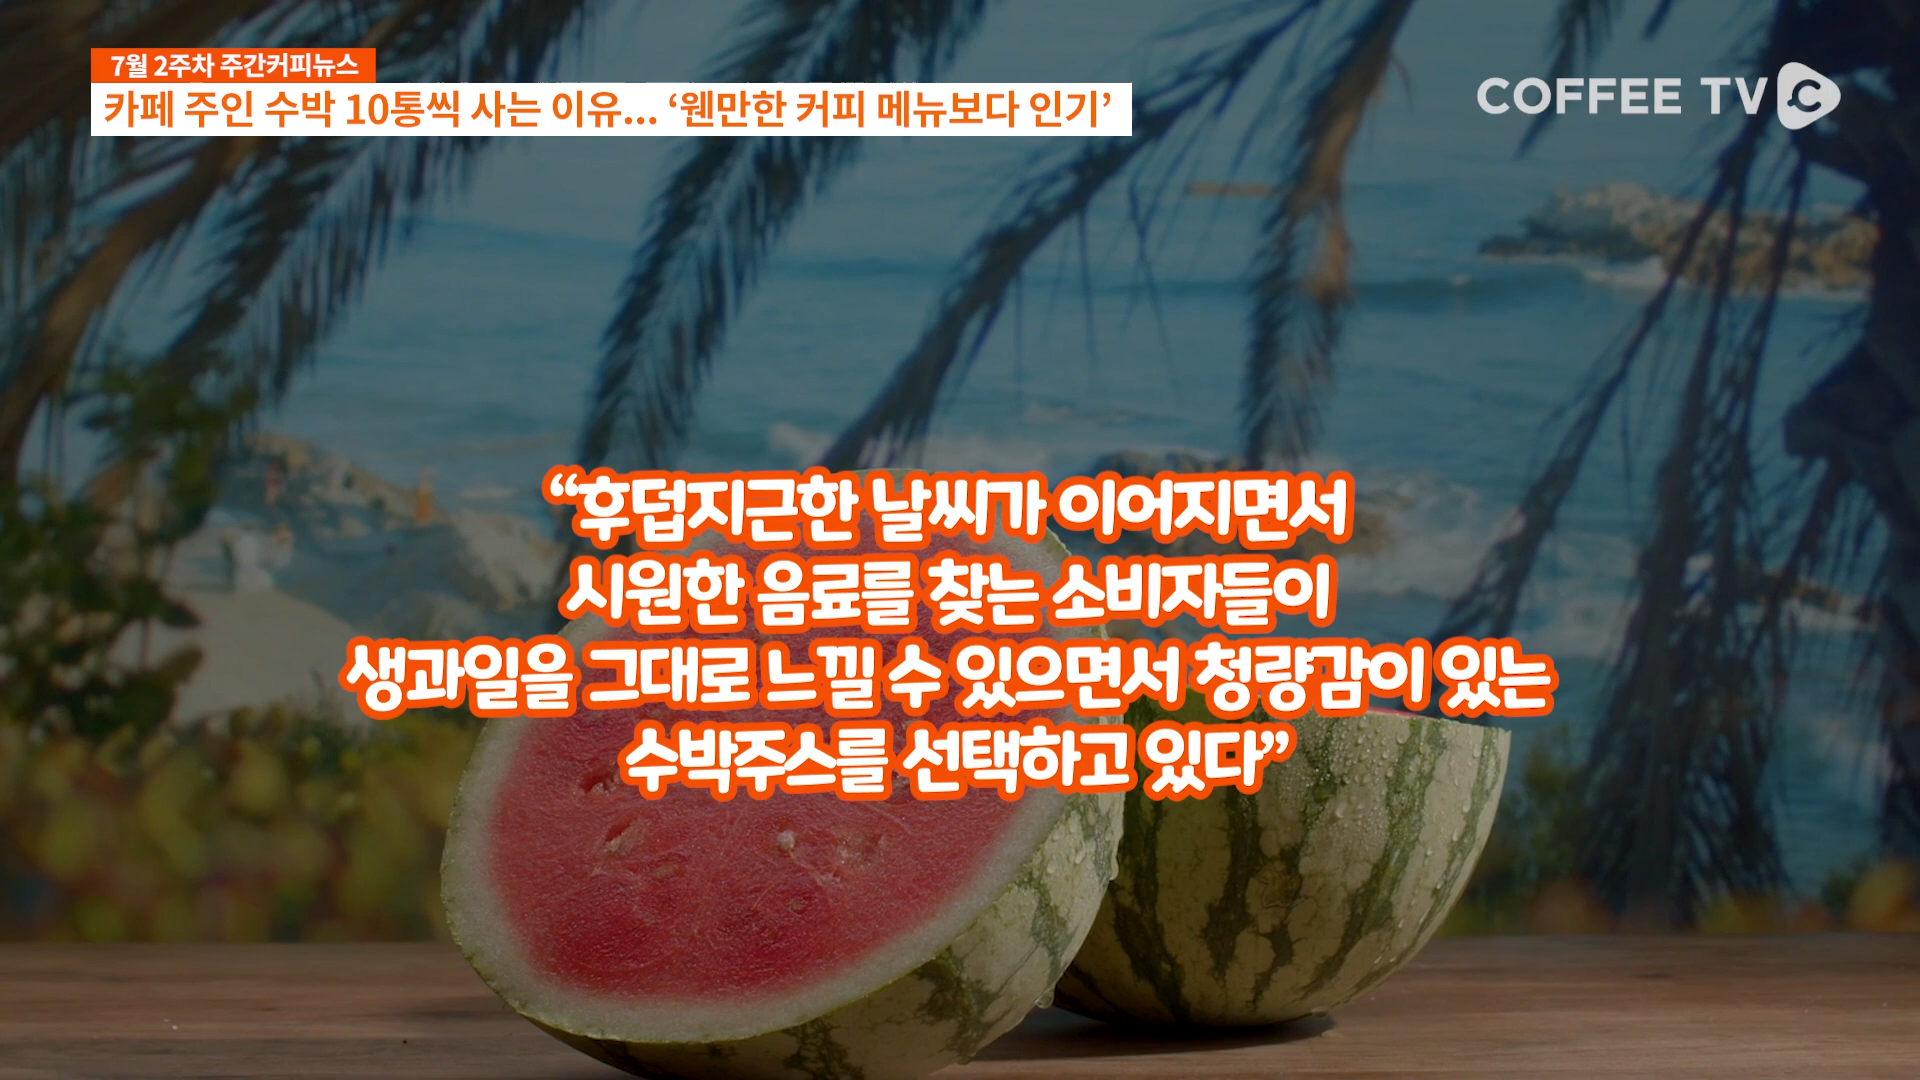 7월 2주차 주간커피뉴스
카페 주인 수박 10통씩 사는 이유... ‘웬만한 커피 메뉴보다 인기’
COFFEE TV
“후덥지근한 날씨가 이어지면서
시원한 음료를 찾는 소비자들이
생과일을 그대로 느낄 수 있으면서 청량감이 있는
수박주스를 선택하고 있다”